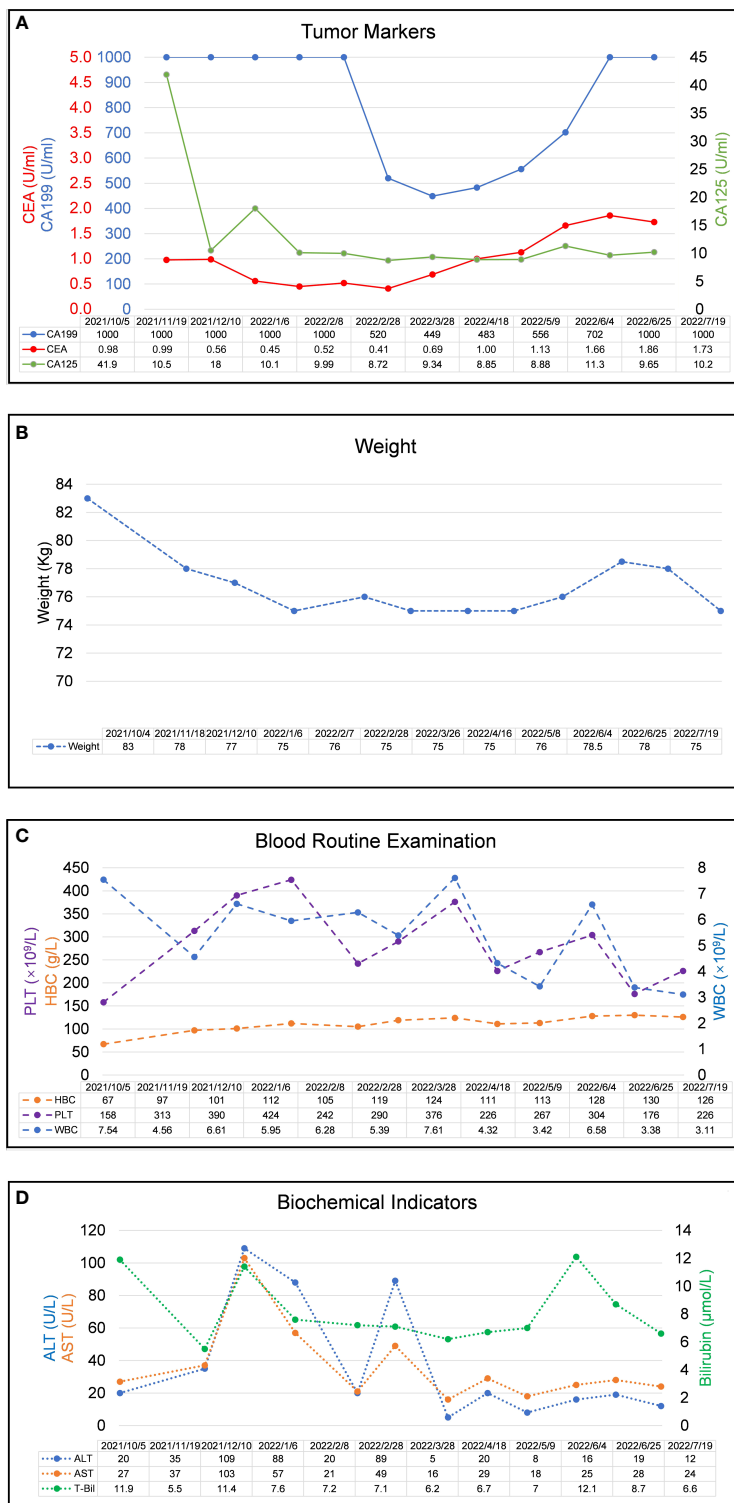 A
Tumor Markers
CEA (U/ml)
CA199 (U/ml)
CA125 (U/ml)
5.0 1000 45
4.5 900 40
4.0 800 35
3.5 700 30
3.0 600 25
2.5 500 20
2.0 400 15
1.5 300 10
1.0 200 5
0.5 100 0
0.0 0
2021/10/5 2021/11/19 2021/12/10 2022/1/6 2022/2/8 2022/2/28 2022/3/28 2022/4/18 2022/5/9 2022/6/4 2022/6/25 2022/7/19
CA199 1000 1000 1000 1000 1000 520 449 483 556 702 1000 1000
CEA 0.98 0.99 0.56 0.45 0.52 0.41 0.69 1.00 1.13 1.66 1.86 1.73
CA125 41.9 10.5 18 10.1 9.99 8.72 9.34 8.85 8.88 11.3 9.65 10.2
B
Weight
Weight (Kg)
84
82
80
78
76
74
72
70
2021/10/4 2021/11/18 2021/12/10 2022/1/6 2022/2/7 2022/2/28 2022/3/26 2022/4/16 2022/5/8 2022/6/4 2022/6/25 2022/7/19
Weight 83 78 77 75 76 75 75 75 76 78.5 78 75
C
Blood Routine Examination
PLT (×10⁹/L)
HBC (g/L)
WBC (×10⁹/L)
450 8
400 7
350 6
300 5
250 4
200 3
150 2
100 1
50 0
0
2021/10/5 2021/11/19 2021/12/10 2022/1/6 2022/2/8 2022/2/28 2022/3/28 2022/4/18 2022/5/9 2022/6/4 2022/6/25 2022/7/19
HBC 67 97 101 112 105 119 124 111 113 128 130 126
PLT 158 313 390 424 242 290 376 226 267 304 176 226
WBC 7.54 4.56 6.61 5.95 6.28 5.39 7.61 4.32 3.42 6.58 3.38 3.11
D
Biochemical Indicators
ALT (U/L)
AST (U/L)
Bilirubin (μmol/L)
120 14
100 12
80 10
60 8
40 6
20 4
0 2
0
2021/10/5 2021/11/19 2021/12/10 2022/1/6 2022/2/8 2022/2/28 2022/3/28 2022/4/18 2022/5/9 2022/6/4 2022/6/25 2022/7/19
ALT 20 35 109 88 20 89 5 20 8 16 19 12
AST 27 37 103 57 21 49 16 29 18 25 28 24
T-Bil 11.9 5.5 11.4 7.6 7.2 7.1 6.2 6.7 7 12.1 8.7 6.6